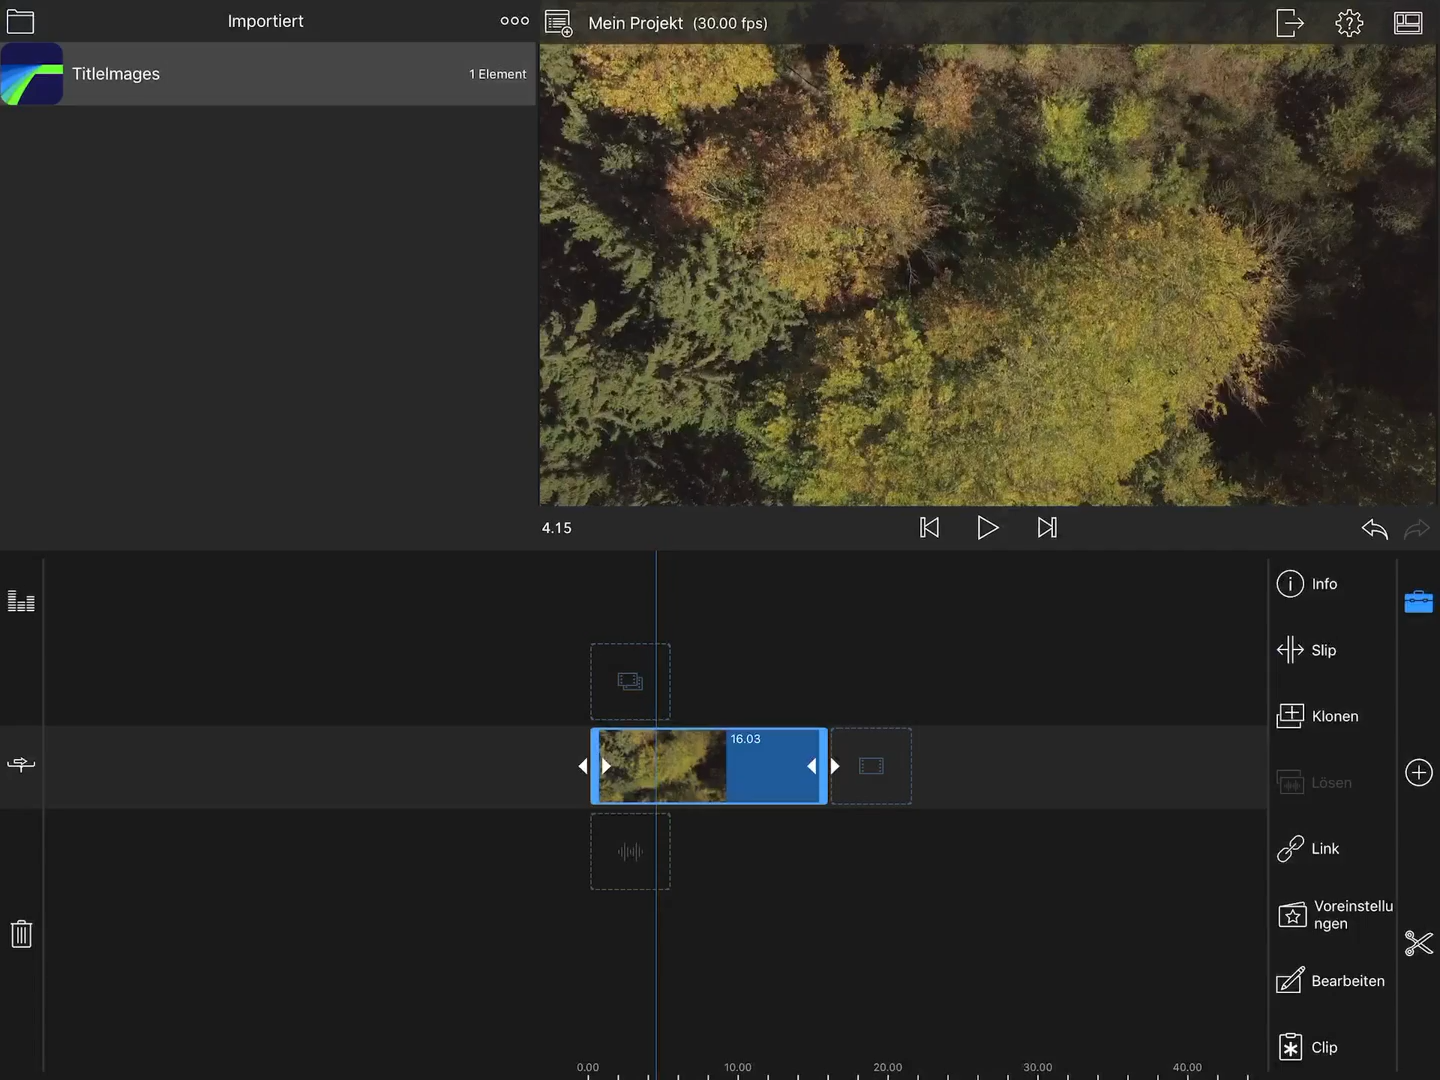 Importiert
Mein Projekt (30.00 fps)
TitleImages
1 Element
4.15
Info
Slip
Klonen
16.03
Lösen
Link
Voreinstellu
ngen
Bearbeiten
Clip
0.00 10.00 20.00 30.00 40.00